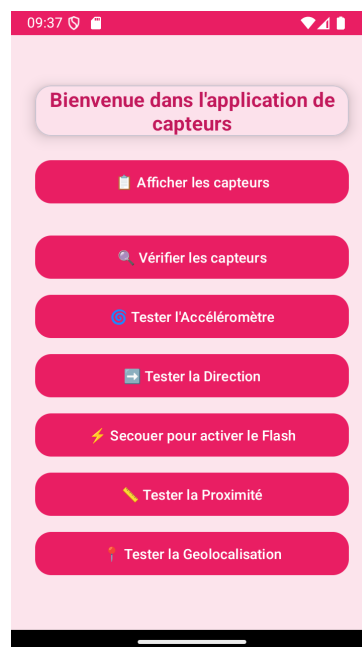 09:37
Bienvenue dans l'application de
capteurs
📋 Afficher les capteurs
🔍 Vérifier les capteurs
🌀 Tester l'Accéléromètre
➡️ Tester la Direction
⚡ Secouer pour activer le Flash
📏 Tester la Proximité
📍 Tester la Geolocalisation